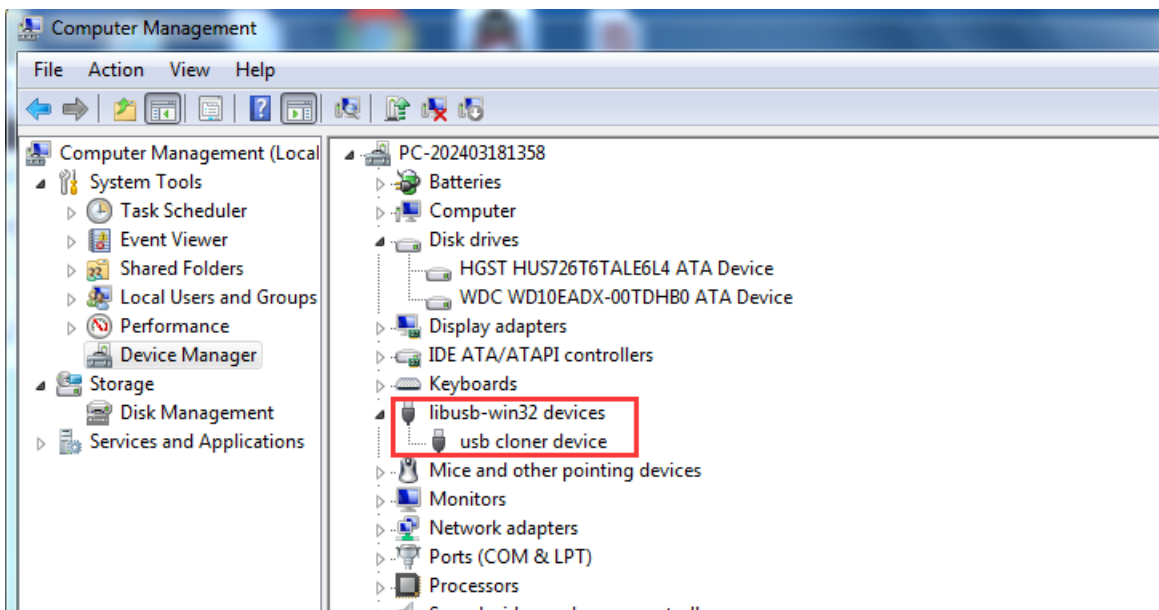 Computer Management
File Action View Help
Computer Management (Local
System Tools
Task Scheduler
Event Viewer
Shared Folders
Local Users and Groups
Performance
Device Manager
Storage
Disk Management
Services and Applications
PC-202403181358
Batteries
Computer
Disk drives
HGST HUS726T6TALE6L4 ATA Device
WDC WD10EADX-00TDHB0 ATA Device
Display adapters
IDE ATA/ATAPI controllers
Keyboards
libusb-win32 devices
usb cloner device
Mice and other pointing devices
Monitors
Network adapters
Ports (COM & LPT)
Processors